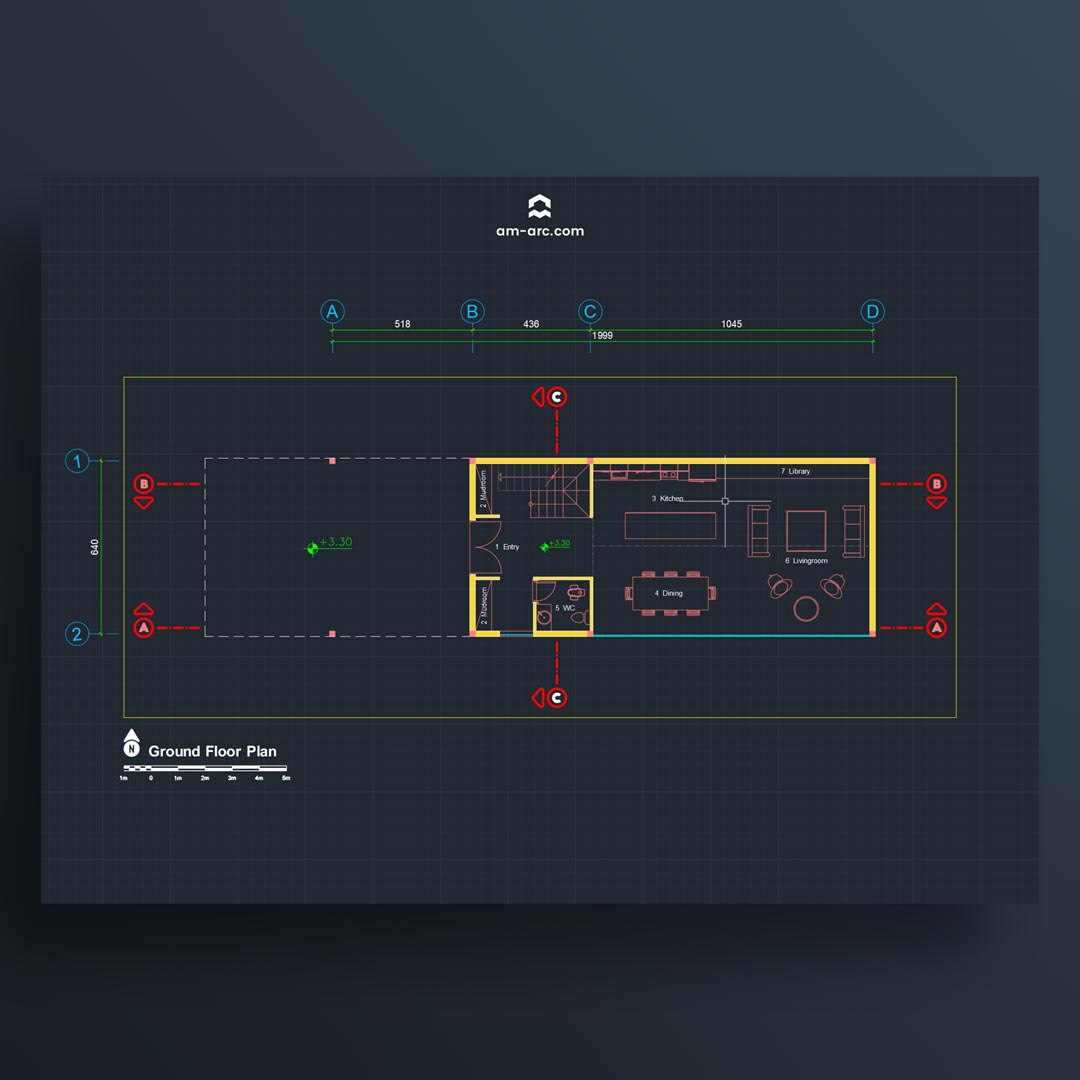 am-arc.com
A B C D
518 436 1045
1999
C
1
7 Library
2 Mudroom
B B
3 Kitchen
640
+3.30 +3.30
1 Entry
6 Livingroom
4 Dining
2 Mudroom
5 WC
A A
2
C
N
Ground Floor Plan
1m 0 1m 2m 3m 4m 5m